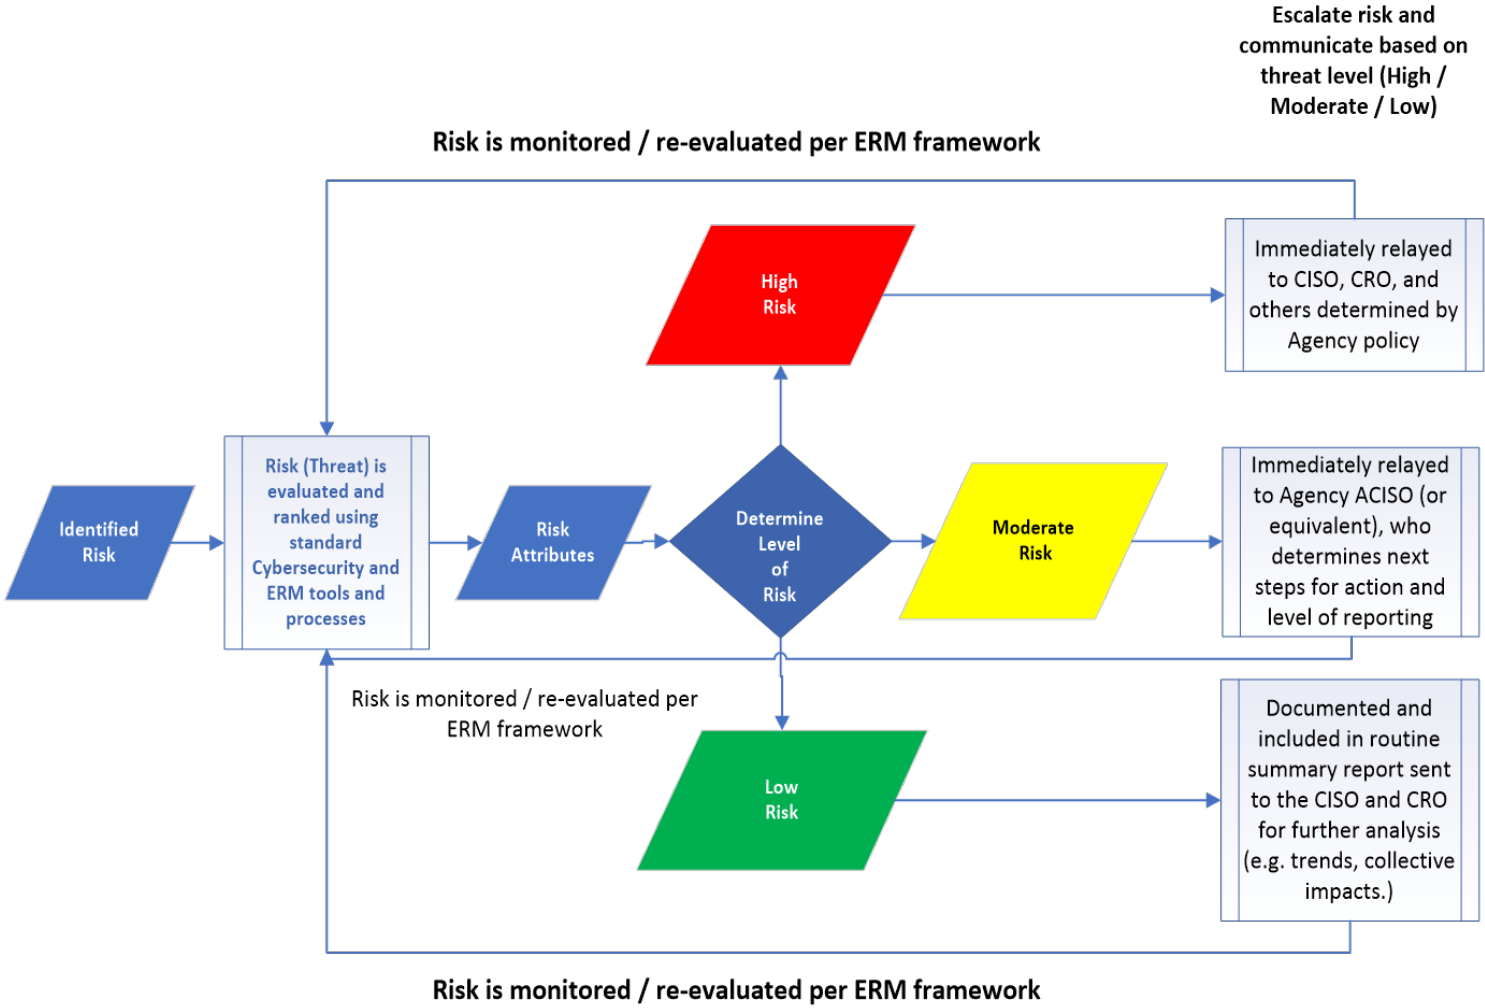 Escalate risk and
communicate based on
threat level (High /
Moderate / Low)
Risk is monitored / re-evaluated per ERM framework
High
Risk
Immediately relayed
to CISO, CRO, and
others determined by
Agency policy
Identified
Risk
Risk (Threat) is
evaluated and
ranked using
standard
Cybersecurity and
ERM tools and
processes
Risk
Attributes
Determine
Level
of
Risk
Moderate
Risk
Immediately relayed
to Agency ACISO (or
equivalent), who
determines next
steps for action and
level of reporting
Risk is monitored / re-evaluated per
ERM framework
Low
Risk
Documented and
included in routine
summary report sent
to the CISO and CRO
for further analysis
(e.g. trends, collective
impacts.)
Risk is monitored / re-evaluated per ERM framework